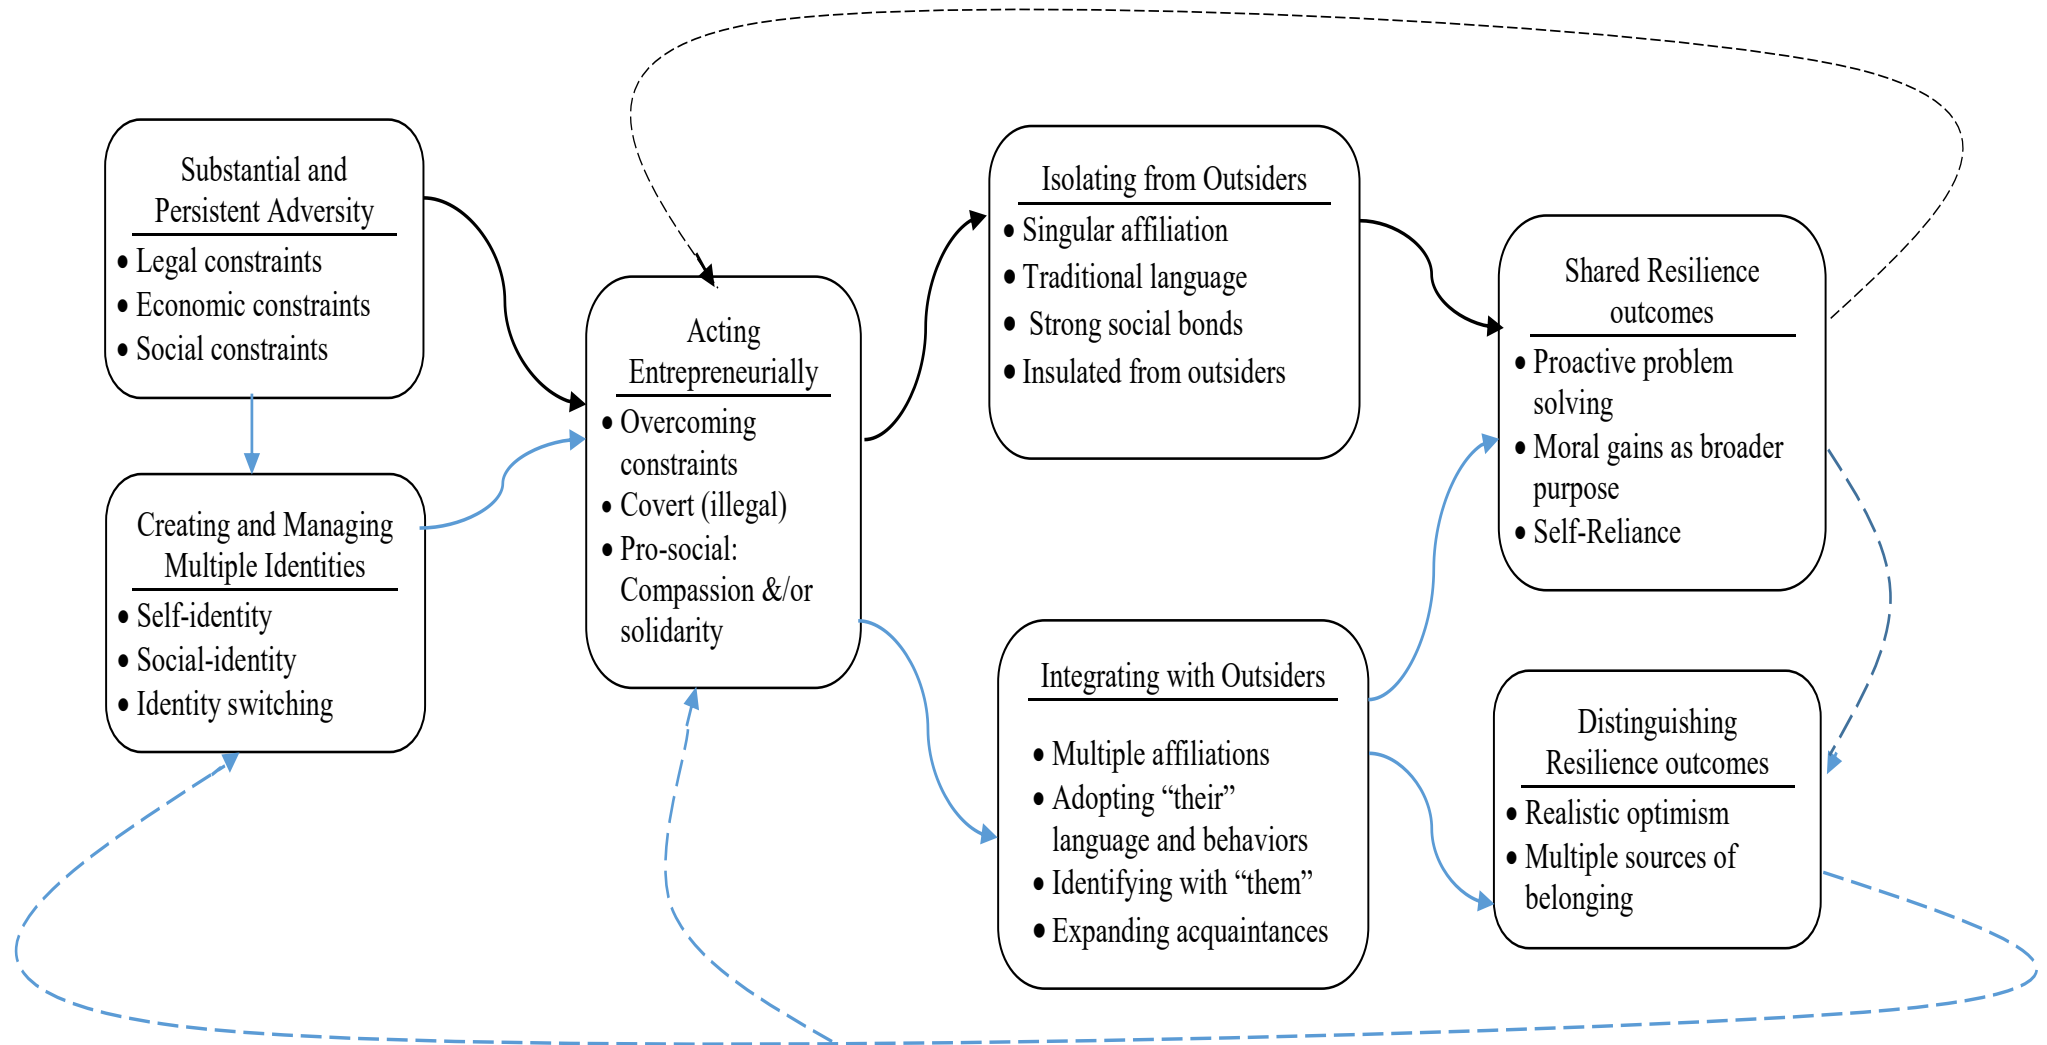 Substantial and
Persistent Adversity
• Legal constraints
• Economic constraints
• Social constraints
Creating and Managing
Multiple Identities
• Self-identity
• Social-identity
• Identity switching
Acting
Entrepreneurially
• Overcoming
constraints
• Covert (illegal)
• Pro-social:
Compassion &/or
solidarity
Isolating from Outsiders
• Singular affiliation
• Traditional language
• Strong social bonds
• Insulated from outsiders
Integrating with Outsiders
• Multiple affiliations
• Adopting “their”
language and behaviors
• Identifying with “them”
• Expanding acquaintances
Shared Resilience
outcomes
• Proactive problem
solving
• Moral gains as broader
purpose
• Self-Reliance
Distinguishing
Resilience outcomes
• Realistic optimism
• Multiple sources of
belonging